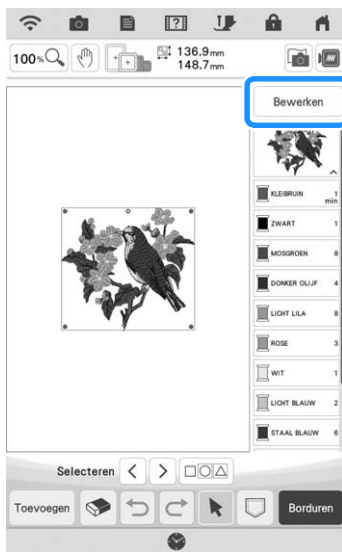 100%
136.9mm
148.7mm
Bewerken
KLEIBRUIN 1
min
ZWART 1
MOSGROEN 8
DONKER OLIJF 4
LICHT LILA 8
ROSE 3
WIT 1
LICHT BLAUW 2
STAAL BLAUW 6
Selecteren
Toevoegen
Borduren